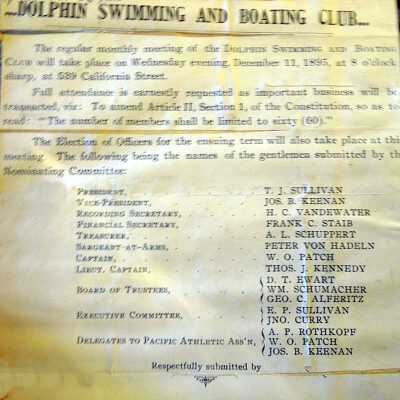 ...DOLPHIN SWIMMING AND BOATING CLUB...
The regular monthly meeting of the DOLPHIN SWIMMING AND BOATING
CLUB will take place on Wednesday evening, December 11, 1895, at 8 o'clock
sharp, at 589 California Street.
Full attendance is earnestly requested as important business will be
transacted, viz: To amend Article II, Section 1, of the Constitution, so as to
read: "The number of members shall be limited to sixty (60)."
The Election of Officers for the ensuing term will also take place at this
meeting. The following being the names of the gentlemen submitted by the
Nominating Committee:
PRESIDENT, . . . . T. J. SULLIVAN
VICE-PRESIDENT, . . . . JOS. B. KEENAN
RECORDING SECRETARY, . . . . H. C. VANDEWATER
FINANCIAL SECRETARY, . . . . FRANK C. STAIB
TREASURER, . . . . A. L. SCHUPPERT
SARGEANT-AT-ARMS, . . . . PETER VON HADELN
CAPTAIN, . . . . W. O. PATCH
LIEUT. CAPTAIN, . . . . THOS. J. KENNEDY
BOARD OF TRUSTEES, . . . . { D. T. EWART
WM. SCHUMACHER
GEO. C. ALFERITZ
EXECUTIVE COMMITTEE, . . . . { E. P. SULLIVAN
JNO. CURRY
DELEGATES TO PACIFIC ATHLETIC ASS'N, { A. P. ROTHKOPF
W. O. PATCH
JOS. B. KEENAN
Respectfully submitted by